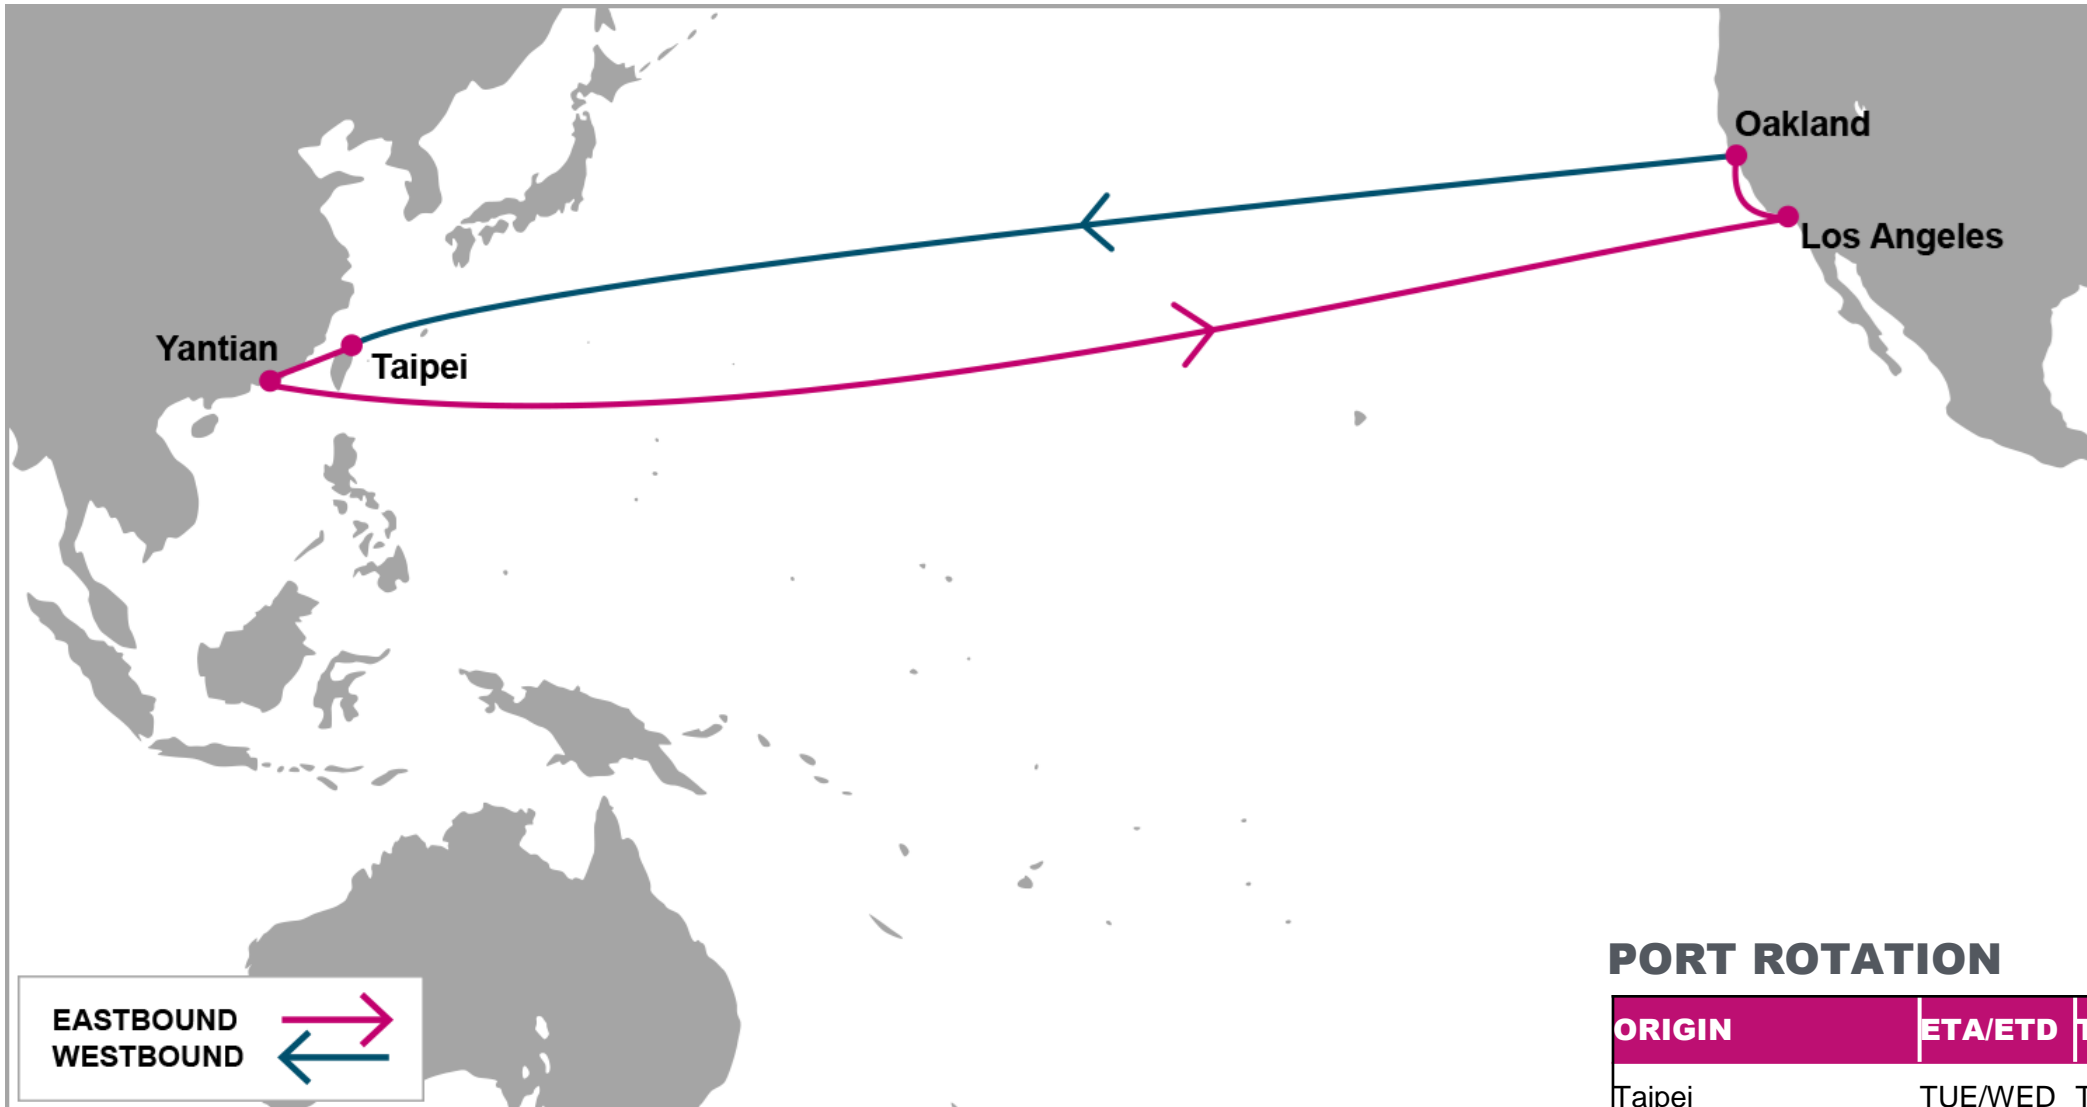 Oakland
Los Angeles
Yantian
Taipei
PORT ROTATION
ORIGIN ETA/ETD
Taipei TUE/WED
EASTBOUND
WESTBOUND